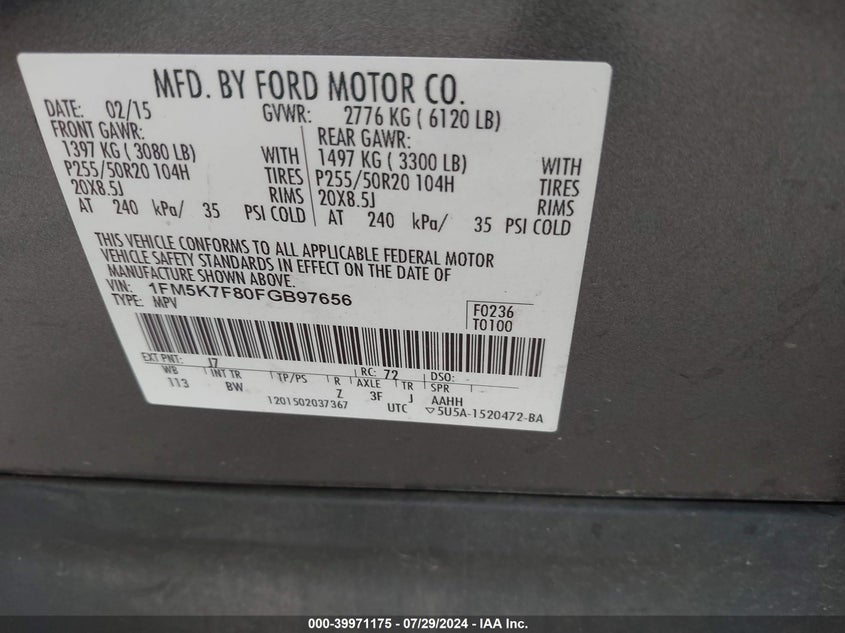 MFD. BY FORD MOTOR CO.
DATE: 02/15 GVWR: 2776 KG ( 6120 LB)
FRONT GAWR: REAR GAWR:
1397 KG ( 3080 LB) WITH 1497 KG ( 3300 LB) WITH
P255/50R20 104H TIRES P255/50R20 104H TIRES
20X8.5J RIMS 20X8.5J RIMS
AT 240 kPa/ 35 PSI COLD AT 240 kPa/ 35 PSI COLD
THIS VEHICLE CONFORMS TO ALL APPLICABLE FEDERAL MOTOR
VEHICLE SAFETY STANDARDS IN EFFECT ON THE DATE OF
MANUFACTURE SHOWN ABOVE.
VIN: 1FM5K7F80FGB97656
TYPE: MPV
F0236
T0100
EXT PNT: J7 RC: 72 DSO:
WB INT TR TP/PS R AXLE TR SPR
113 BW Z 3F J AAHH
1201502037367 UTC ▽5U5A-1520472-BA
000-39971175 / 07/29/2024 - IAA Inc.